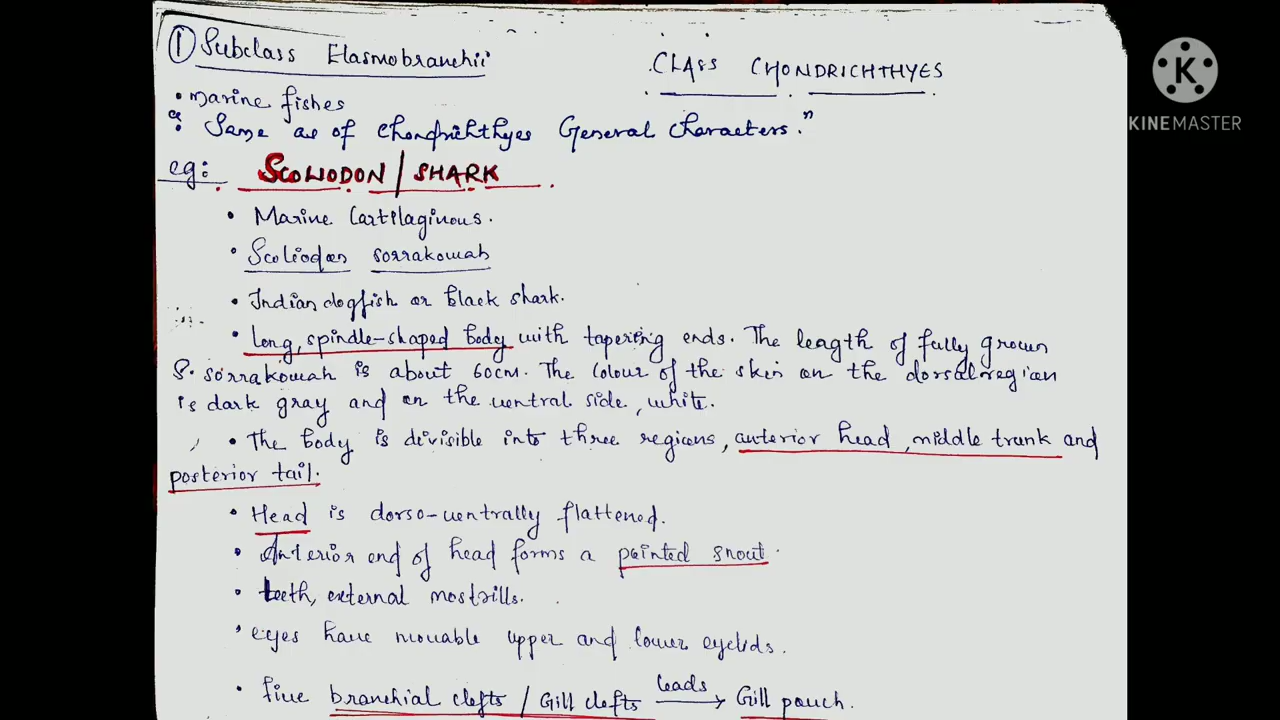 ① Subclass Elasmobranchii
CLASS CHONDRICHTHYES
• Marine fishes
" • Same as of Chondrichthyes General characters."
eg: SCOLIODON / SHARK
• Marine Cartilaginous.
• Scoliodon sorrakowah
• Indian dogfish or black shark.
• Long, spindle-shaped body with tapering ends. The length of fully grown
S. sorrakowah is about 60cm. The colour of the skin on the dorsal region
is dark gray and on the ventral side, white.
• The body is divisible into three regions, anterior head, middle trunk and
posterior tail.
• Head is dorso-ventrally flattened.
• Anterior end of head forms a pointed snout.
• teeth, external nostrills.
• eyes have movable upper and lower eyelids.
• five branchial clefts / Gill clefts leads → Gill pouch.
K
KINEMASTER